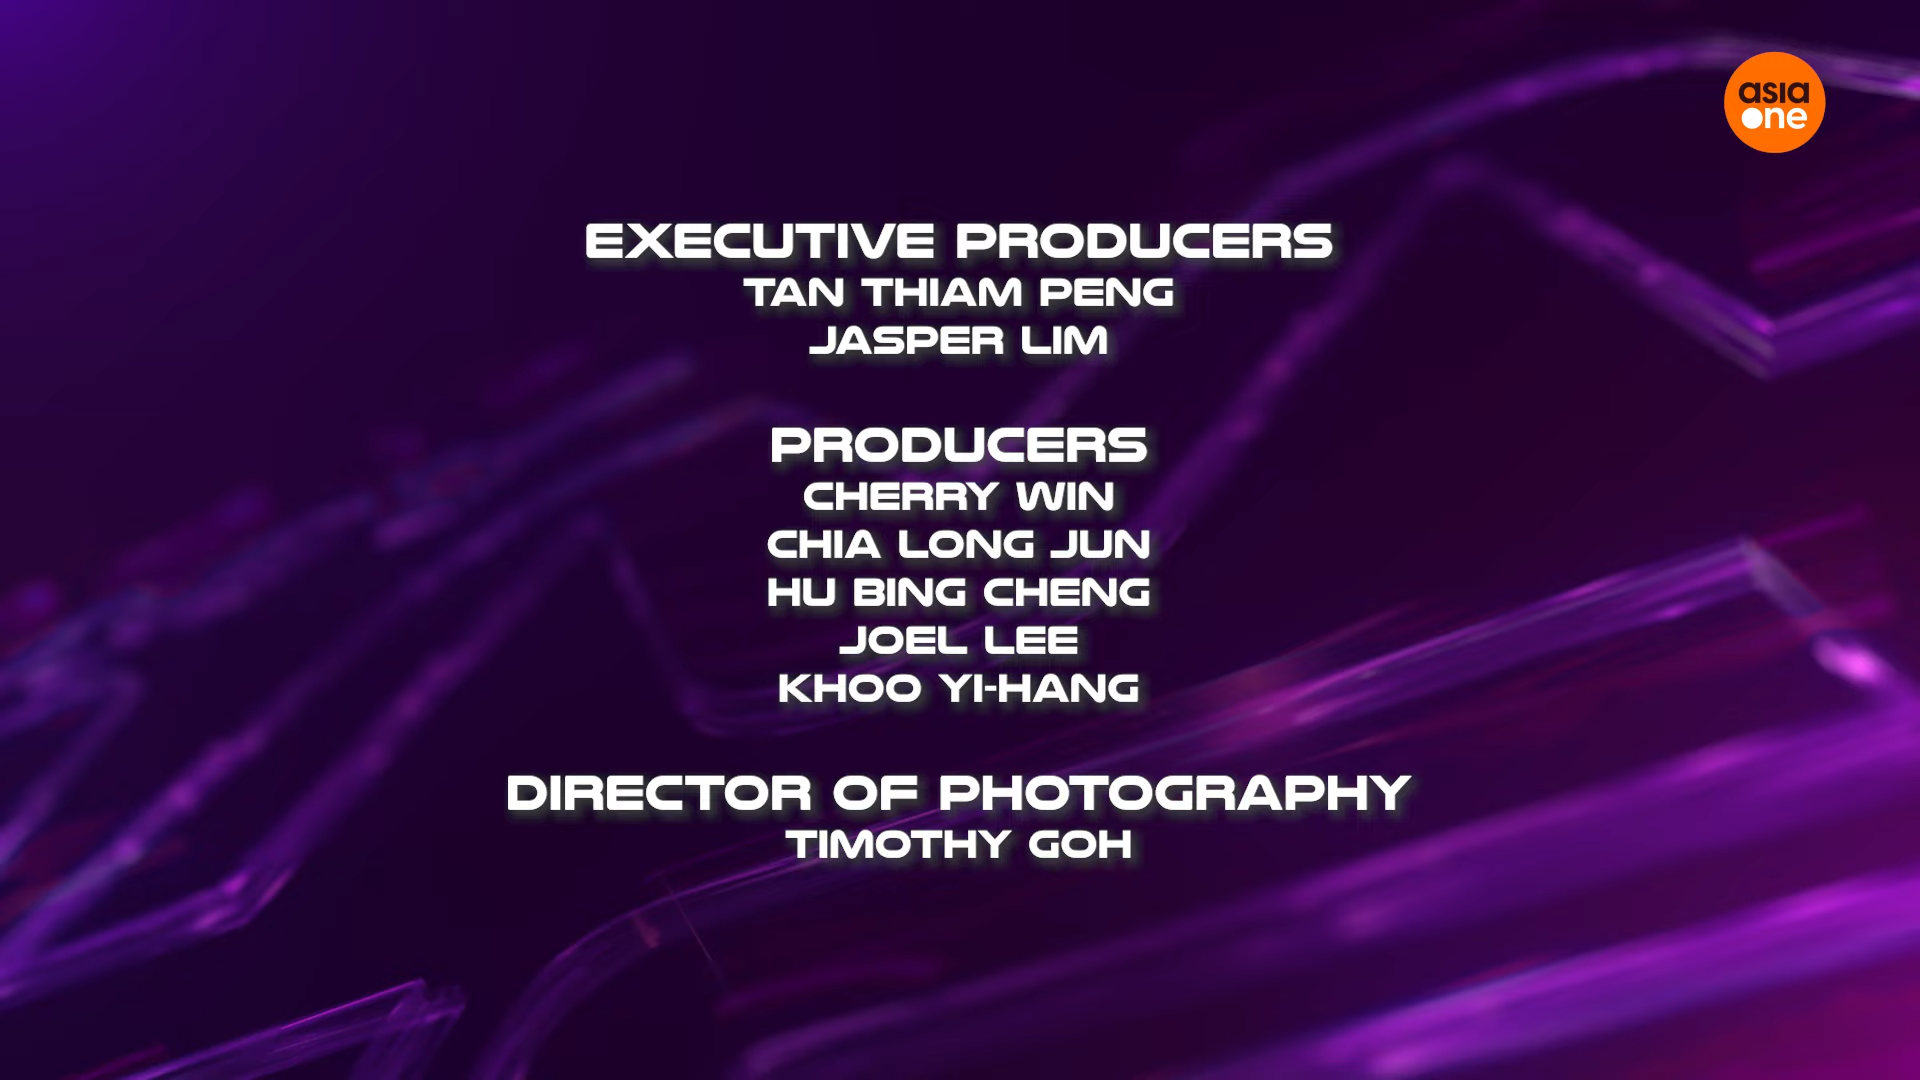 asia
one
EXECUTIVE PRODUCERS
TAN THIAM PENG
JASPER LIM
PRODUCERS
CHERRY WIN
CHIA LONG JUN
HU BING CHENG
JOEL LEE
KHOO YI-HANG
DIRECTOR OF PHOTOGRAPHY
TIMOTHY GOH